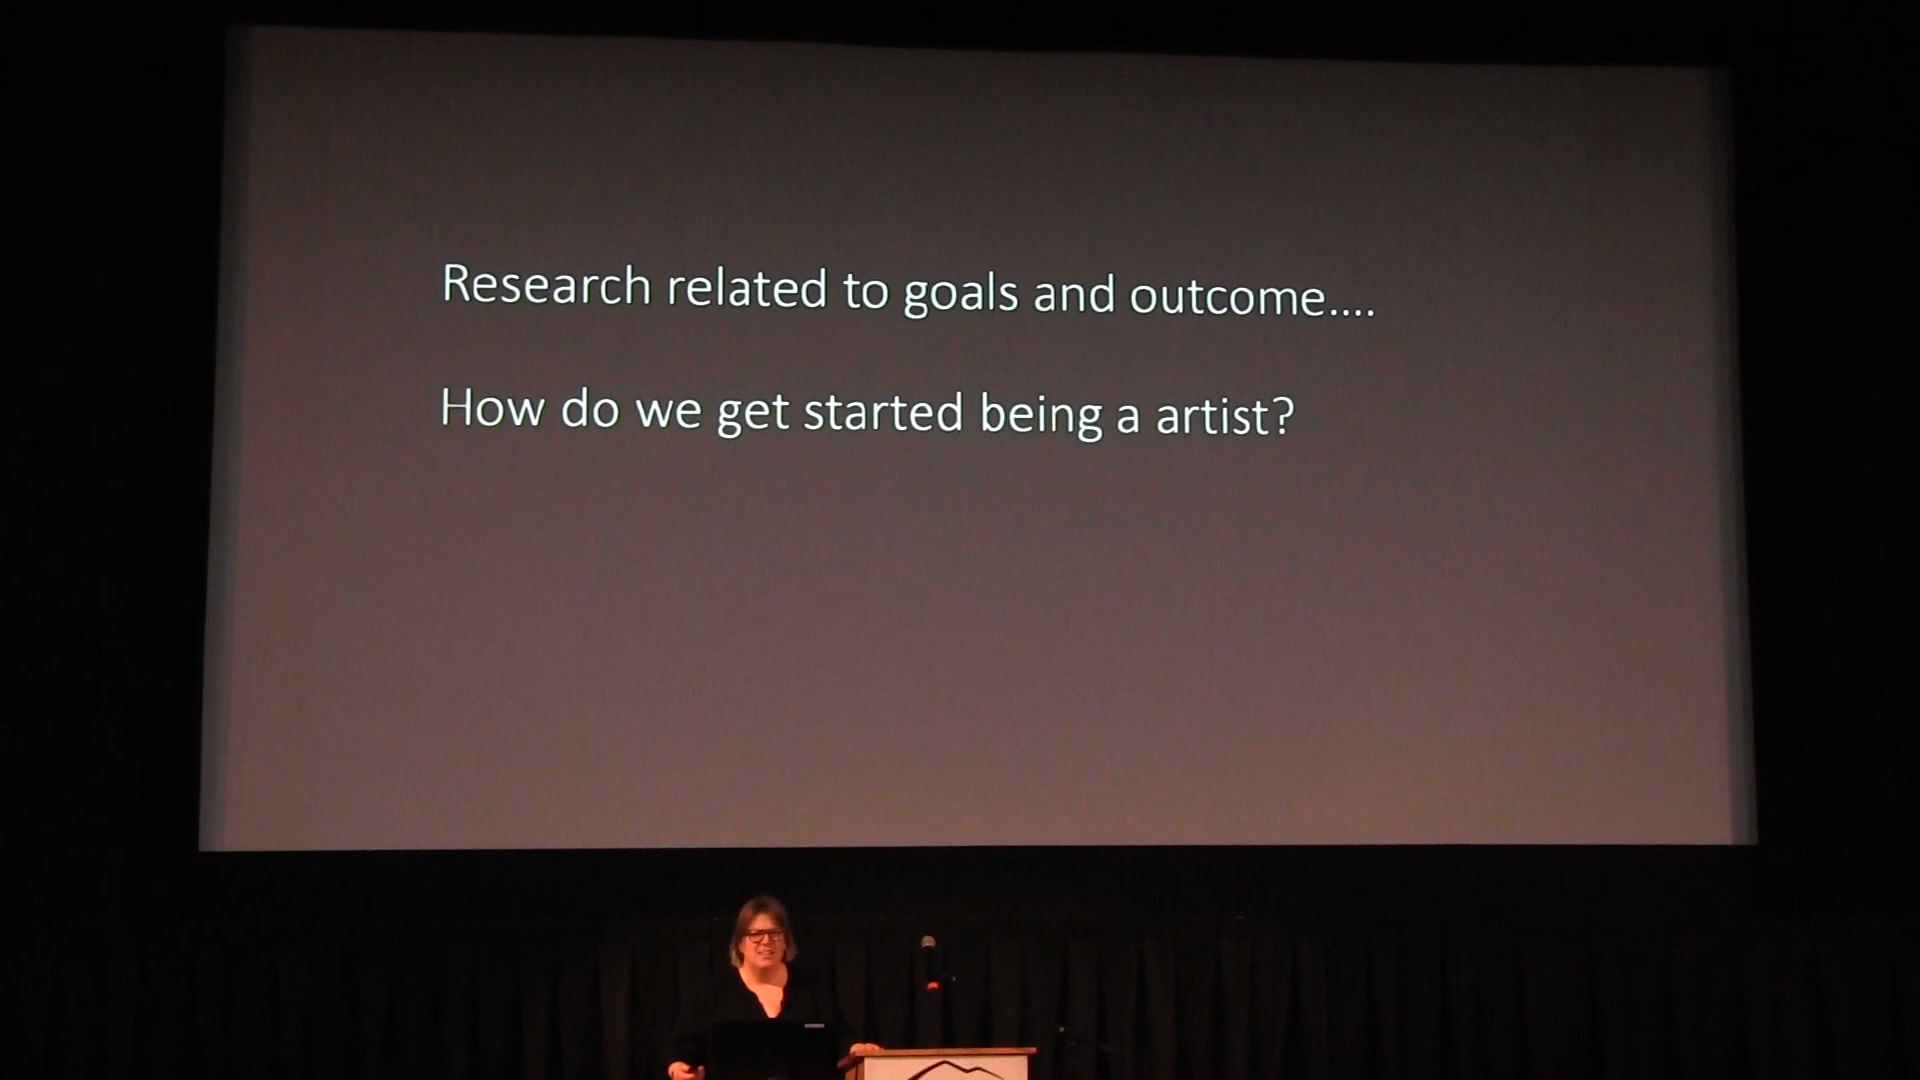 Research related to goals and outcome....
How do we get started being a artist?